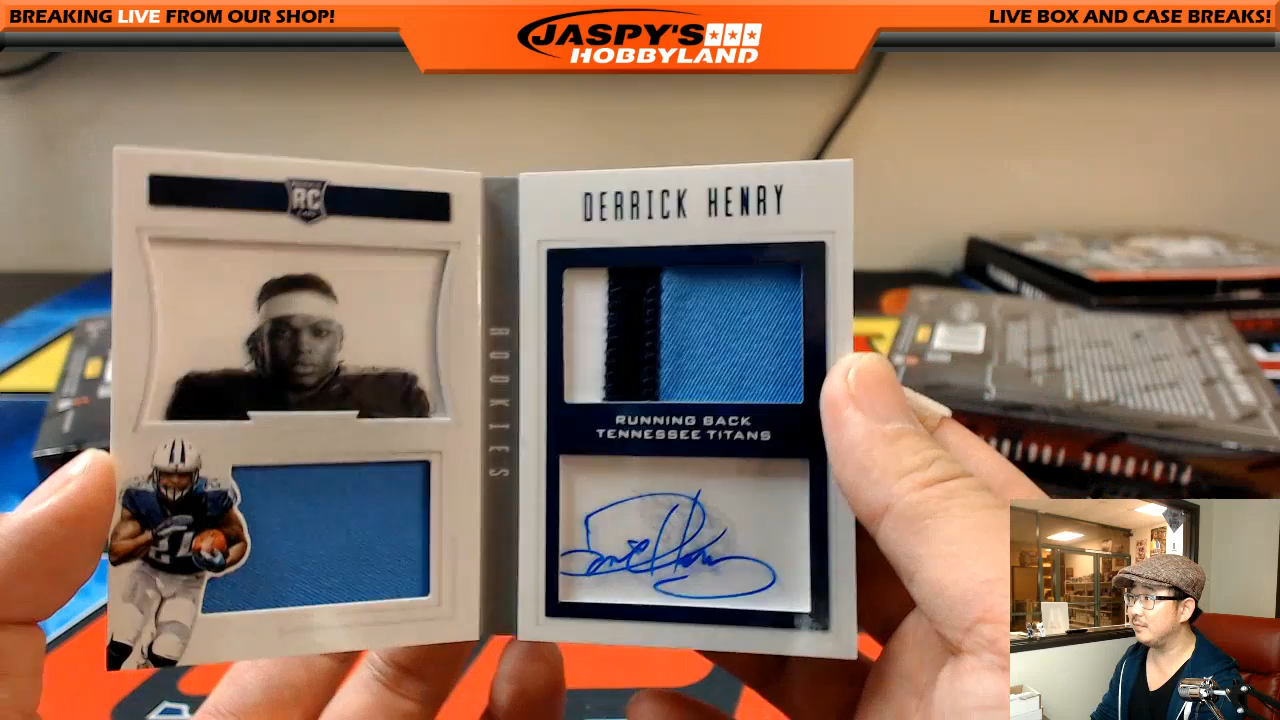 BREAKING LIVE FROM OUR SHOP!
JASPY'S
HOBBYLAND
LIVE BOX AND CASE BREAKS!
RC
DERRICK HENRY
ROOKIES
RUNNING BACK
TENNESSEE TITANS